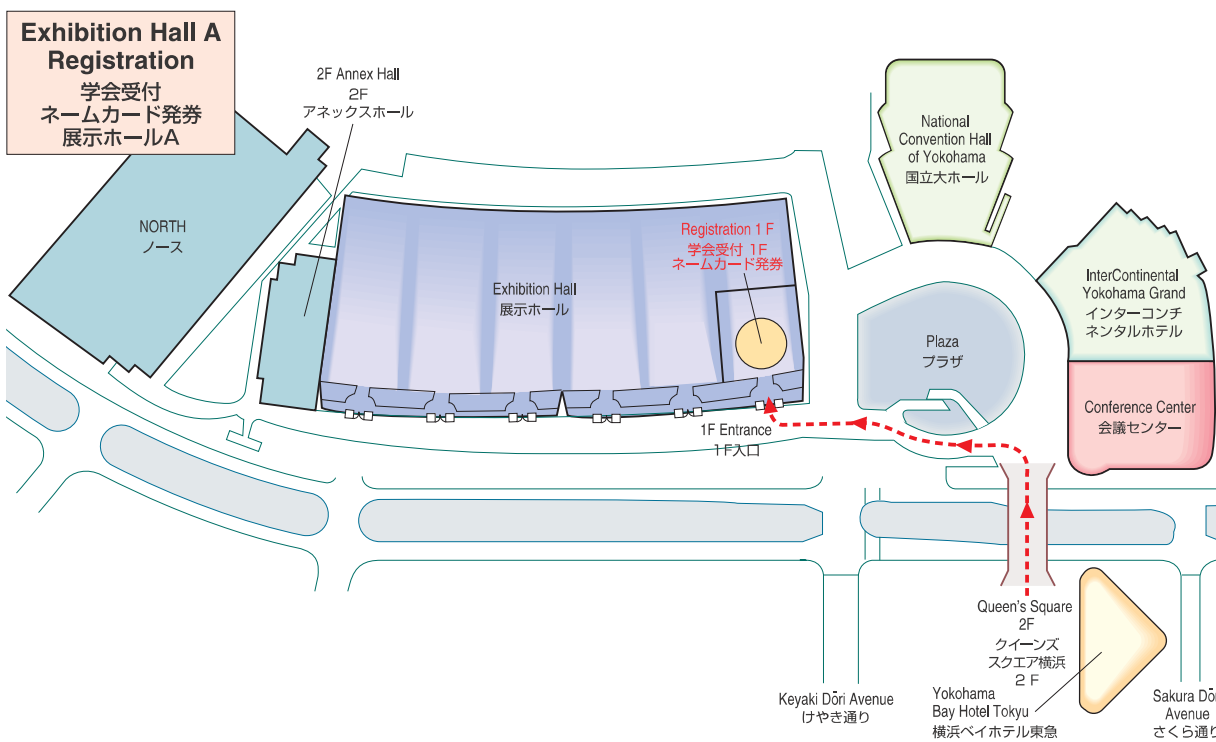 Exhibition Hall A
Registration
学会受付
ネームカード発券
展示ホールA
2F Annex Hall
2F
アネックスホール
NORTH
ノース
Exhibition Hall
展示ホール
Registration 1 F
学会受付 1F
ネームカード発券
National
Convention Hall
of Yokohama
国立大ホール
InterContinental
Yokohama Grand
インターコンチ
ネンタルホテル
Plaza
プラザ
Conference Center
会議センター
1F Entrance
1F入口
Queen's Square
2F
クイーンズ
スクエア横浜
2 F
Keyaki Dōri Avenue
けやき通り
Yokohama
Bay Hotel Tokyu
横浜ベイホテル東急
Sakura Dōri
Avenue
さくら通り